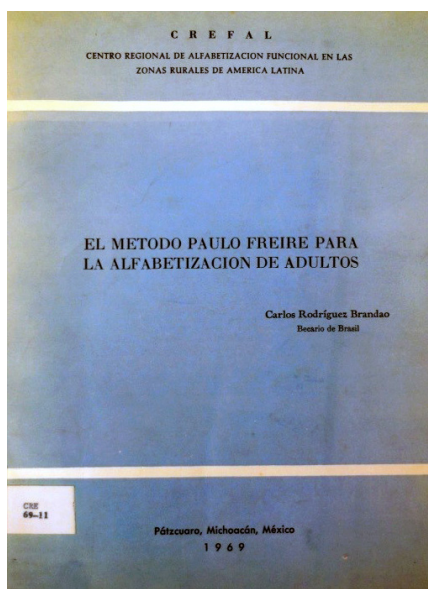 C R E F A L
CENTRO REGIONAL DE ALFABETIZACION FUNCIONAL EN LAS
ZONAS RURALES DE AMERICA LATINA
EL METODO PAULO FREIRE PARA
LA ALFABETIZACION DE ADULTOS
Carlos Rodríguez Brandao
Becario de Brasil
CRE
69-11
Pátzcuaro, Michoacán, México
1 9 6 9